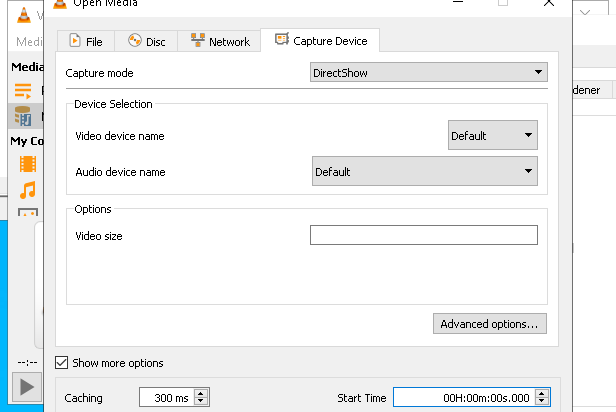 Open Media
Medi
File
Disc
Network
Capture Device
Media
Capture mode
DirectShow
dener
Device Selection
Video device name
Default
My Co
Audio device name
Default
Options
Video size
Advanced options...
--:--
Show more options
Caching
300 ms
Start Time
00H:00m:00s.000